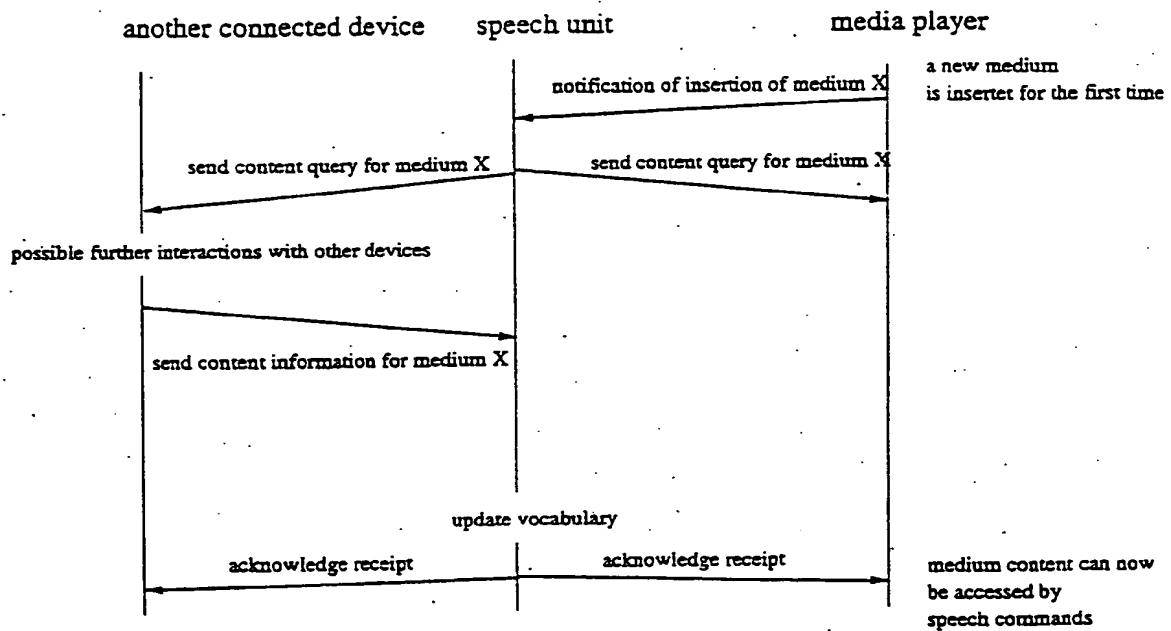 another connected device speech unit media player
a new medium
is insertet for the first time
notification of insertion of medium X
send content query for medium X send content query for medium X
possible further interactions with other devices
send content information for medium X
update vocabulary
acknowledge receipt acknowledge receipt
medium content can now
be accessed by
speech commands